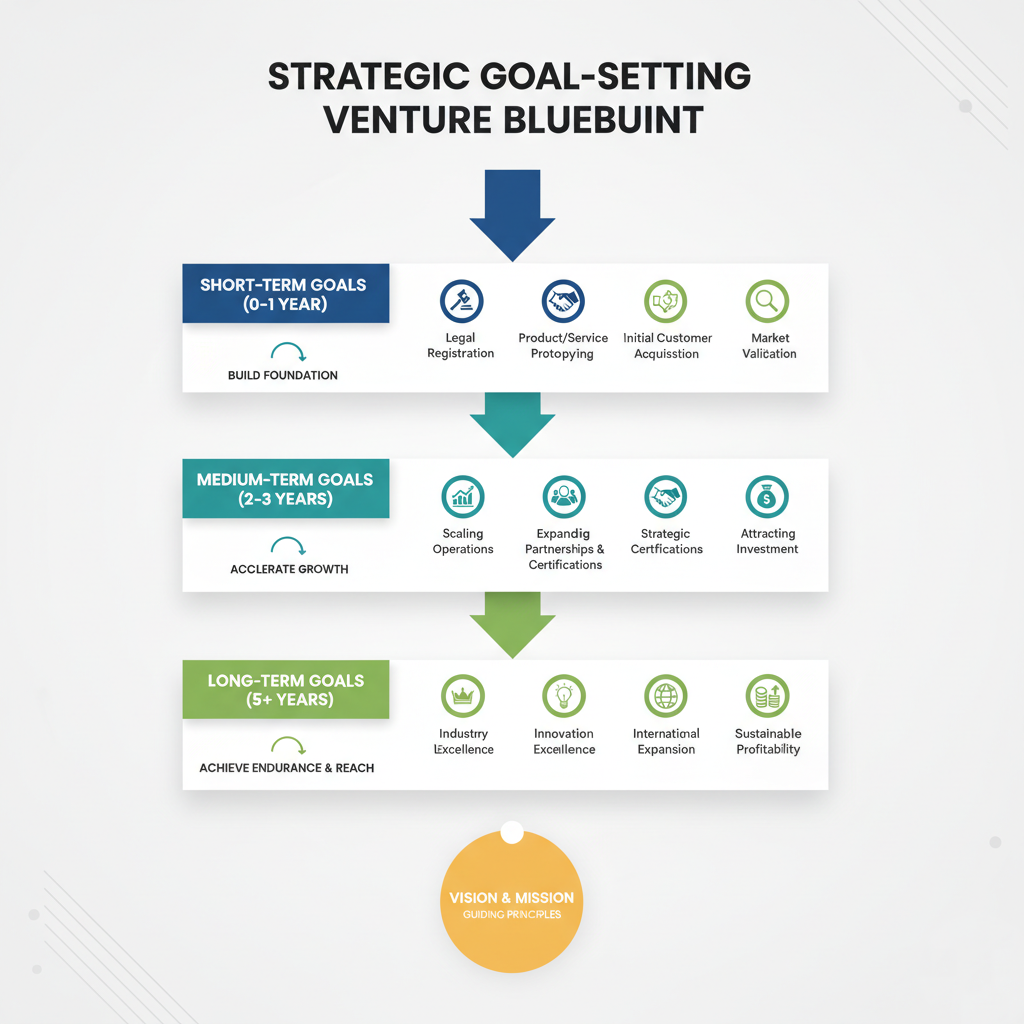 STRATEGIC GOAL-SETTING
VENTURE BLUEBUINT
SHORT-TERM GOALS
(0-1 YEAR)
BUILD FOUNDATION
Legal
Registration
Product/Service
Protopying
Initial Customer
Acquisstion
Market
Validation
MEDIUM-TERM GOALS
(2-3 YEARS)
ACCLERATE GROWTH
Scaling
Operations
Expandig
Partnerships &
Certifications
Strategic
Certfications
Attracting
Investment
LONG-TERM GOALS
(5+ YEARS)
ACHIEVE ENDURANCE & REACH
Industrry
Excellence
Innovation
Excellence
International
Expansion
Sustainable
Profitability
VISION & MISSION
GUIDING PRINCIPLES